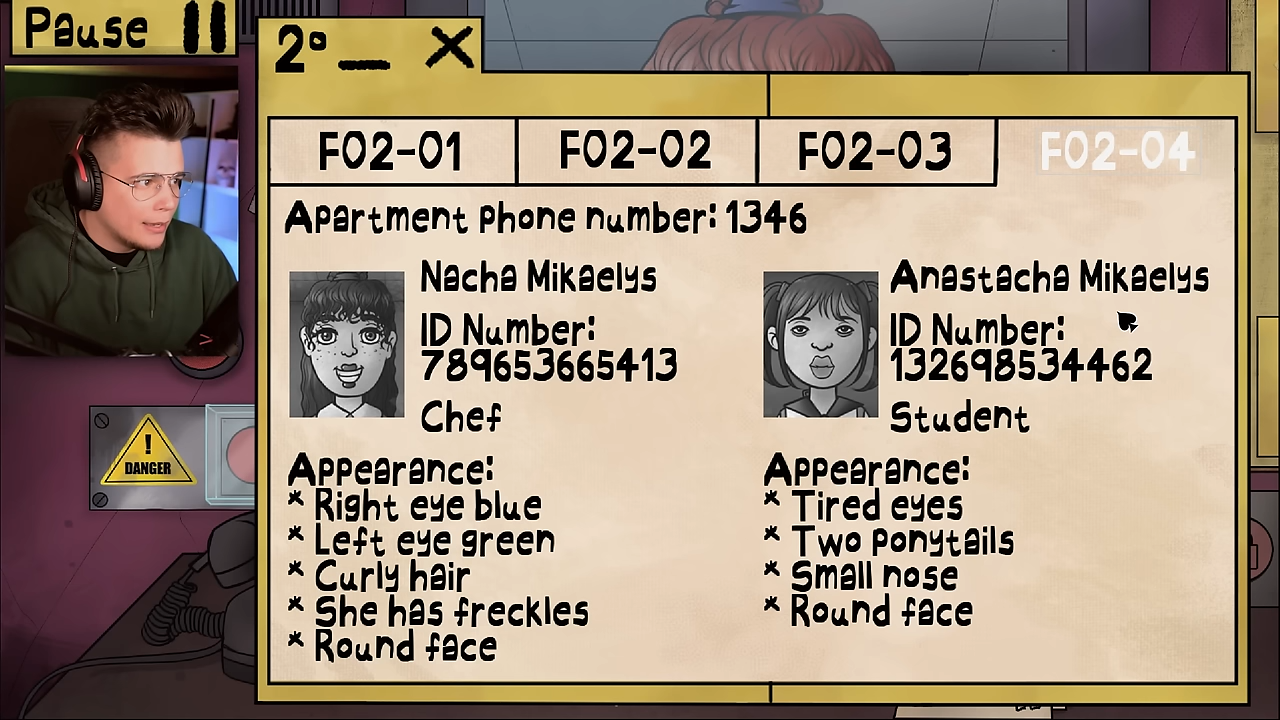 Pause
2° __ X
F02-01
F02-02
F02-03
F02-04
Apartment phone number: 1346
Nacha Mikaelys
ID Number:
789653665413
Chef
Appearance:
* Right eye blue
* Left eye green
* Curly hair
* She has freckles
* Round face
Anastacha Mikaelys
ID Number:
132698534462
Student
Appearance:
* Tired eyes
* Two ponytails
* Small nose
* Round face
!
DANGER